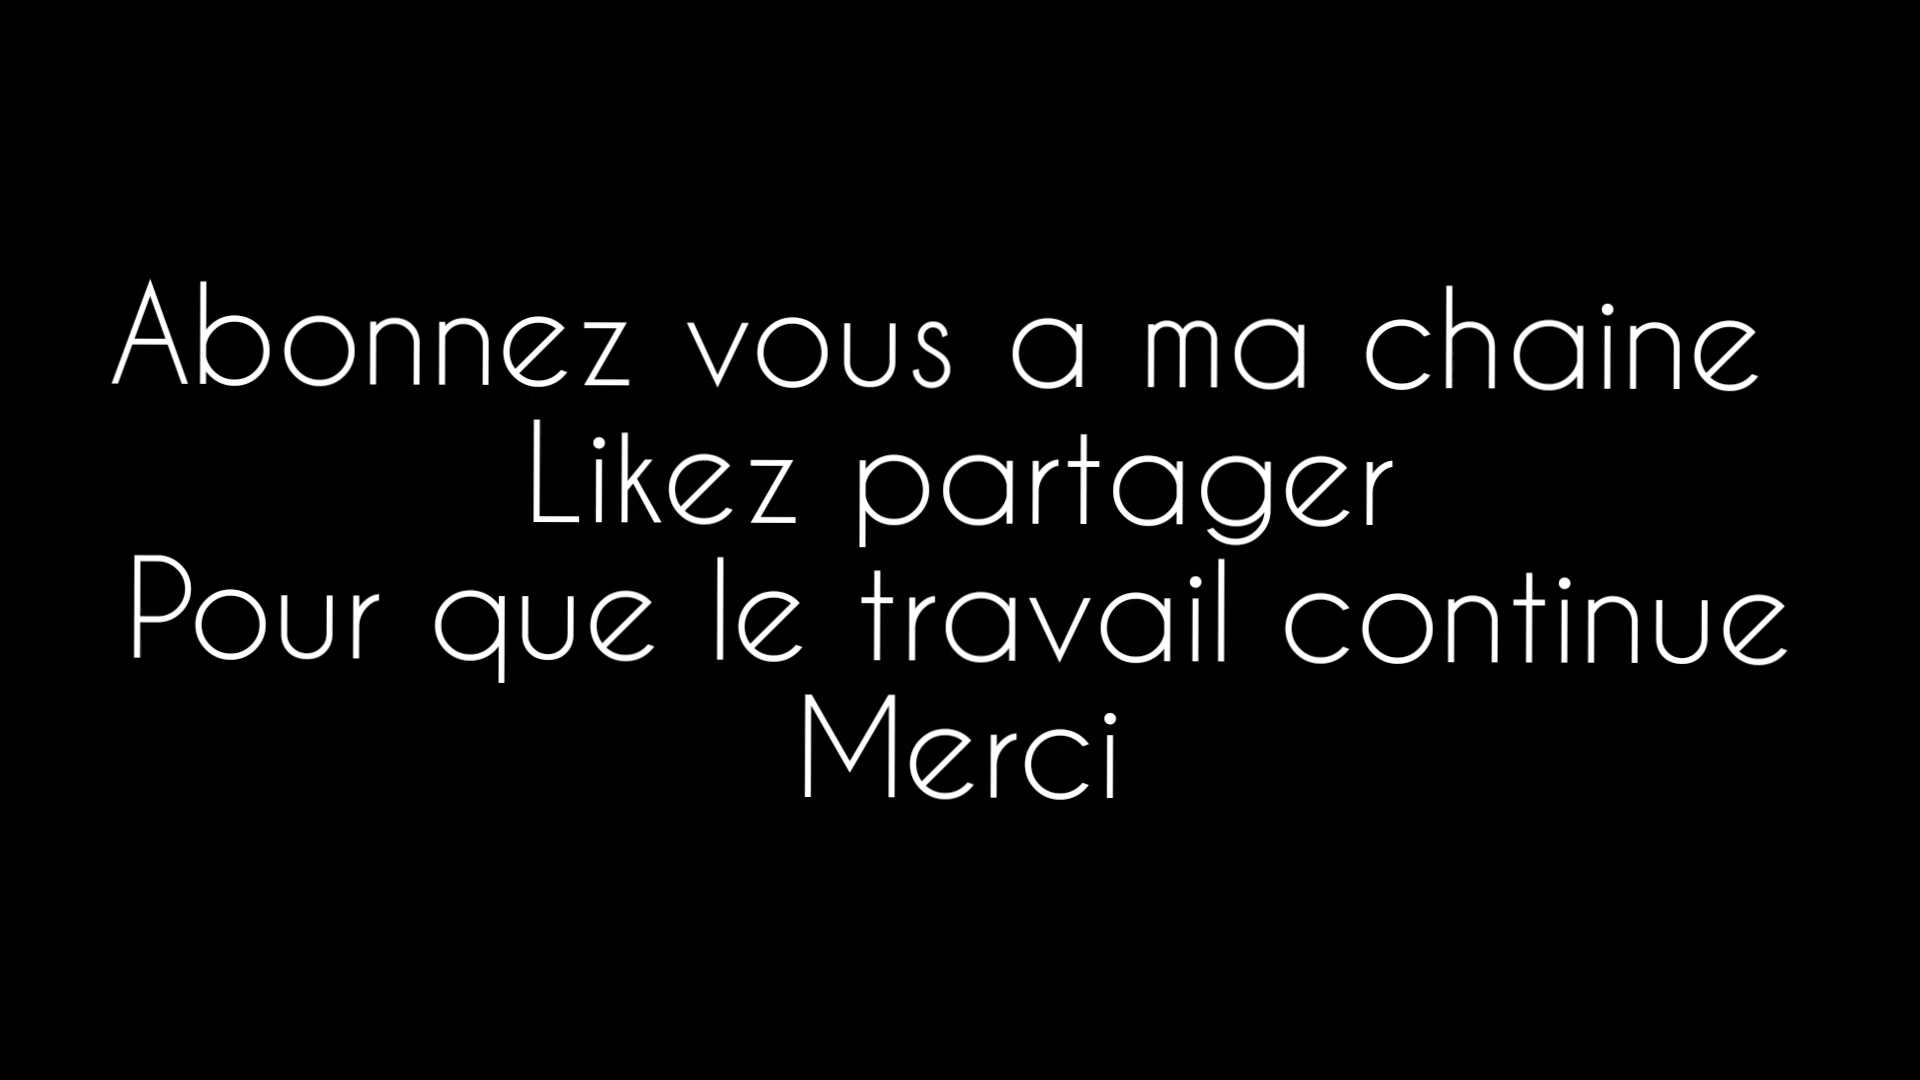 Abonnez vous a ma chaine
Likez partager
Pour que le travail continue
Merci